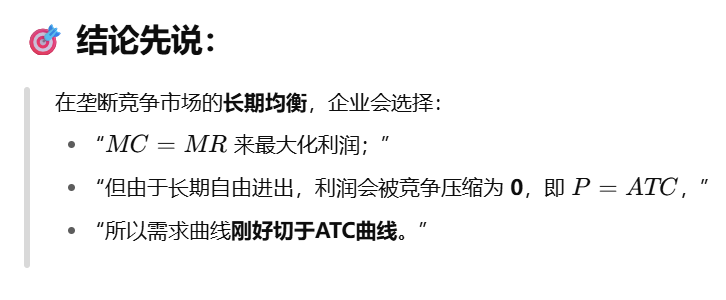 🎯 结论先说：
在垄断竞争市场的长期均衡，企业会选择：
• “MC = MR 来最大化利润；”
• “但由于长期自由进出，利润会被竞争压缩为 0，即 P = ATC，”
• “所以需求曲线刚好切于ATC曲线。”